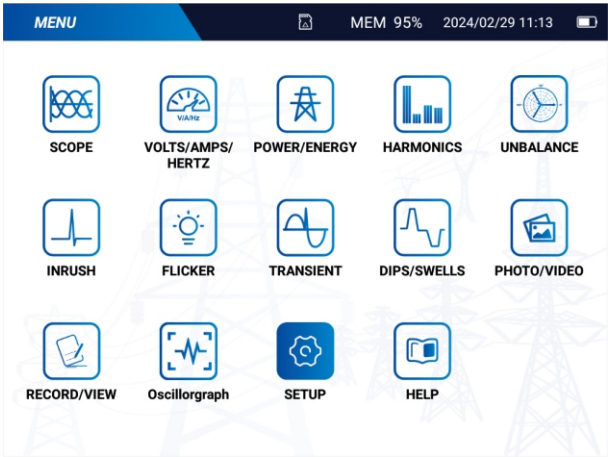 MENU MEM 95% 2024/02/29 11:13
SCOPE VOLTS/AMPS/ POWER/ENERGY HARMONICS UNBALANCE
V/A/Hz
HERTZ
INRUSH FLICKER TRANSIENT DIPS/SWELLS PHOTO/VIDEO
RECORD/VIEW Oscillorgraph SETUP HELP